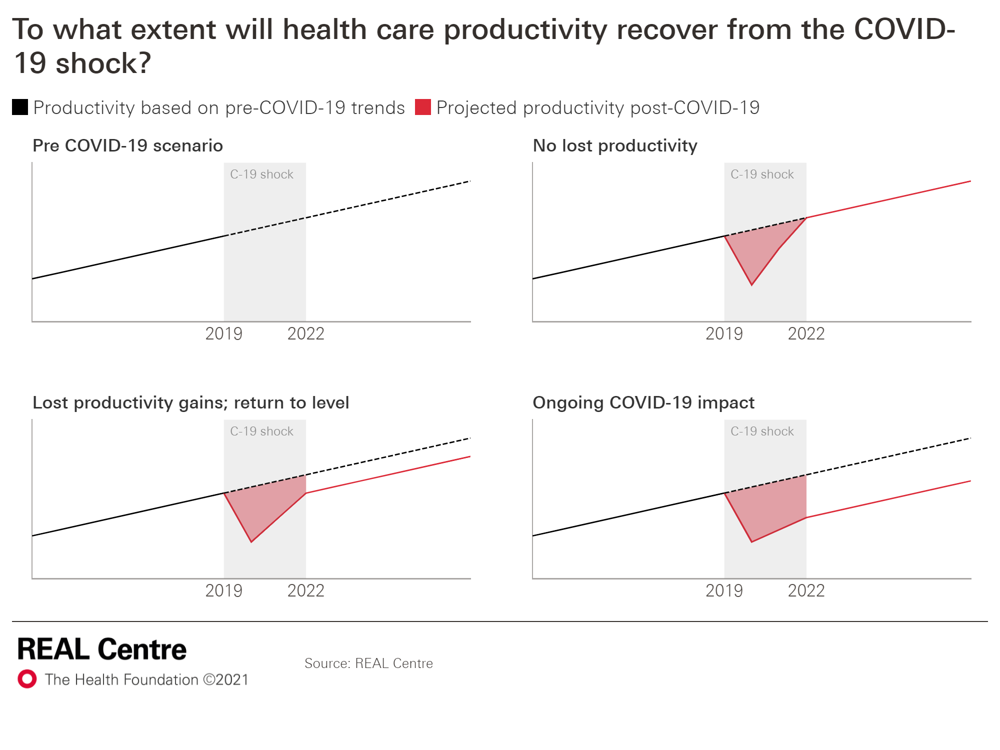 To what extent will health care productivity recover from the COVID-
19 shock?
Productivity based on pre-COVID-19 trends Projected productivity post-COVID-19
Pre COVID-19 scenario
C-19 shock
2019 2022
No lost productivity
C-19 shock
2019 2022
Lost productivity gains; return to level
C-19 shock
2019 2022
Ongoing COVID-19 impact
C-19 shock
2019 2022
REAL Centre
The Health Foundation ©2021
Source: REAL Centre